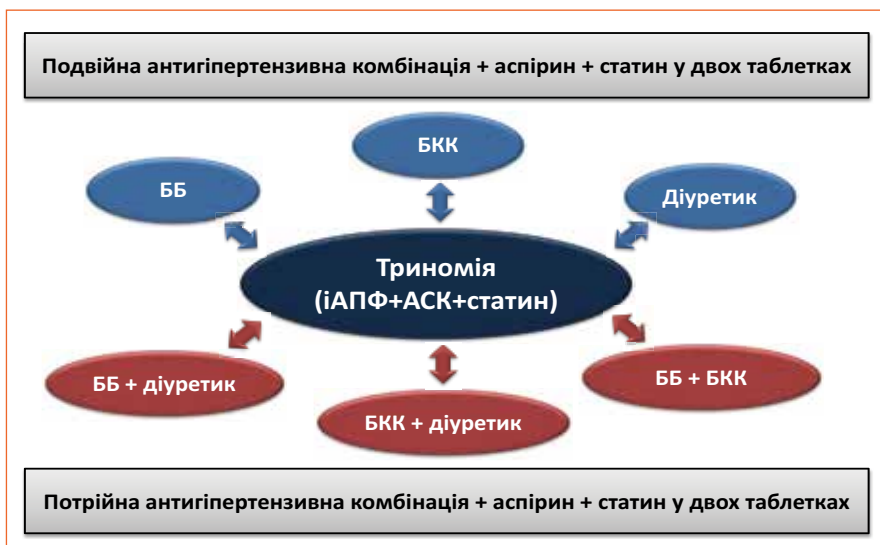 Подвійна антигіпертензивна комбінація + аспірин + статин у двох таблетках
БКК
ББ
Діуретик
Триномія
(іАПФ+АСК+статин)
ББ + діуретик
БКК + діуретик
ББ + БКК
Потрійна антигіпертензивна комбінація + аспірин + статин у двох таблетках